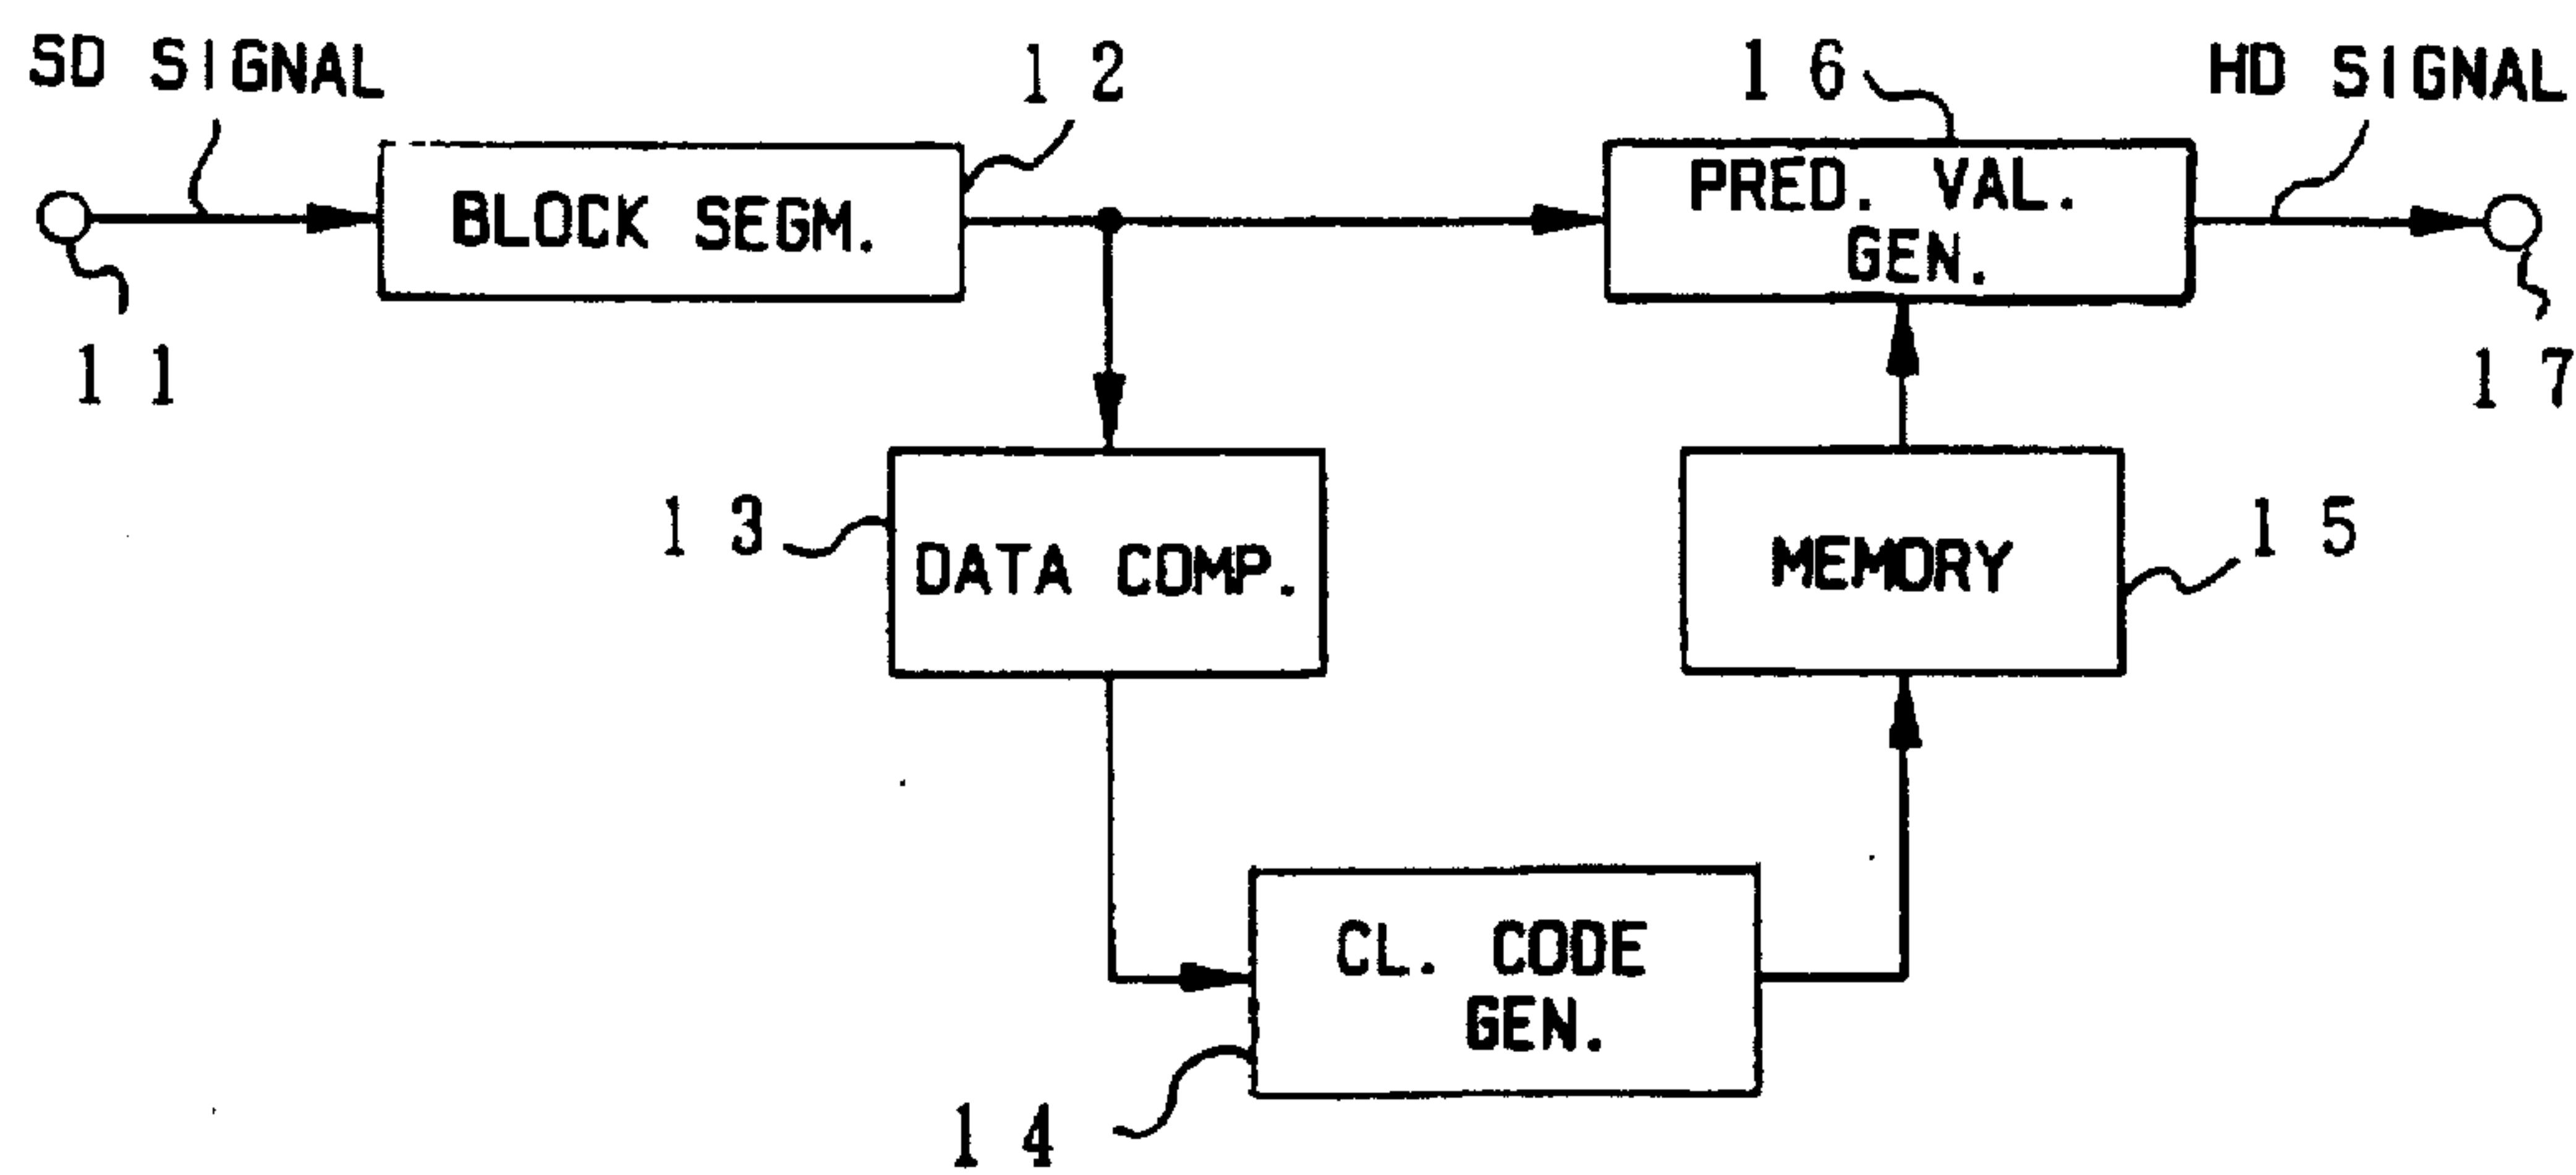 SD SIGNAL
12
16
HD SIGNAL
BLOCK SEGM.
PRED. VAL.
GEN.
11
17
13
DATA COMP.
MEMORY
15
CL. CODE
GEN.
14